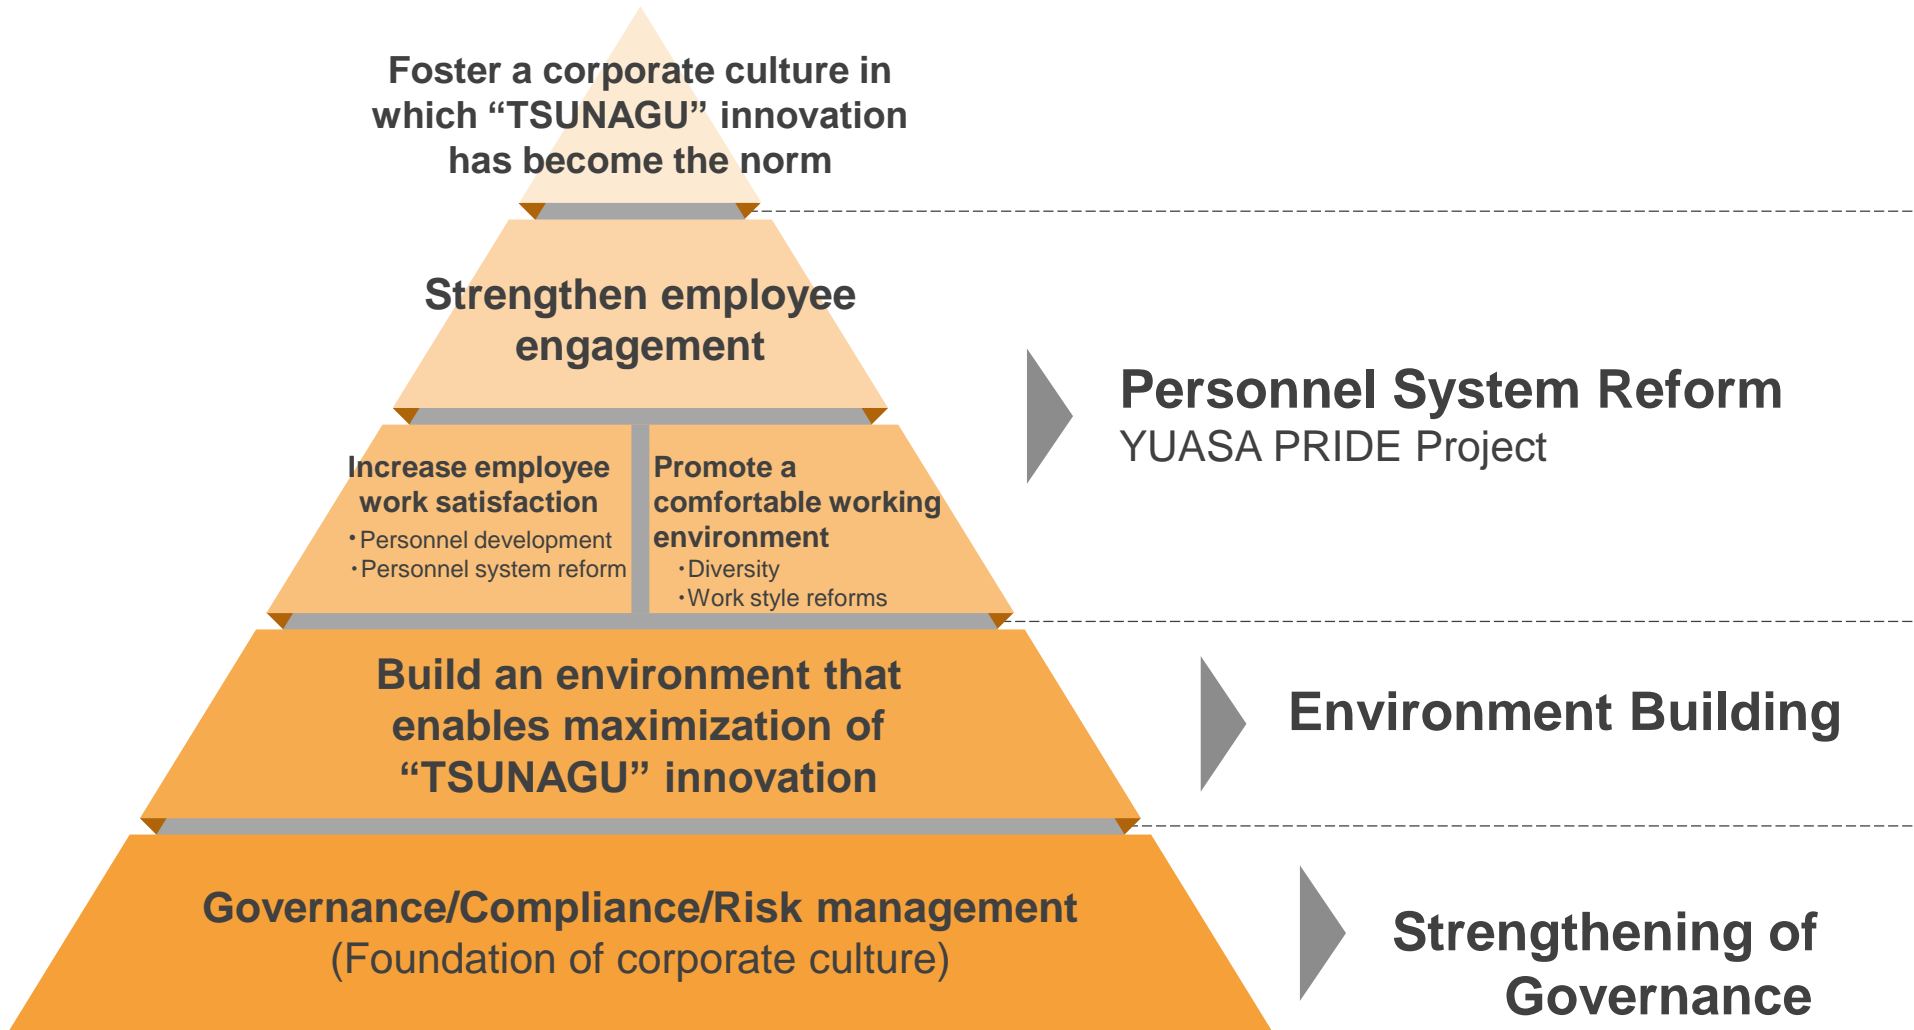 Foster a corporate culture in
which “TSUNAGU” innovation
has become the norm
Strengthen employee
engagement
Increase employee
work satisfaction
・Personnel development
・Personnel system reform
Promote a
comfortable working
environment
・Diversity
・Work style reforms
Personnel System Reform
YUASA PRIDE Project
Build an environment that
enables maximization of
“TSUNAGU” innovation
Environment Building
Governance/Compliance/Risk management
(Foundation of corporate culture)
Strengthening of
Governance